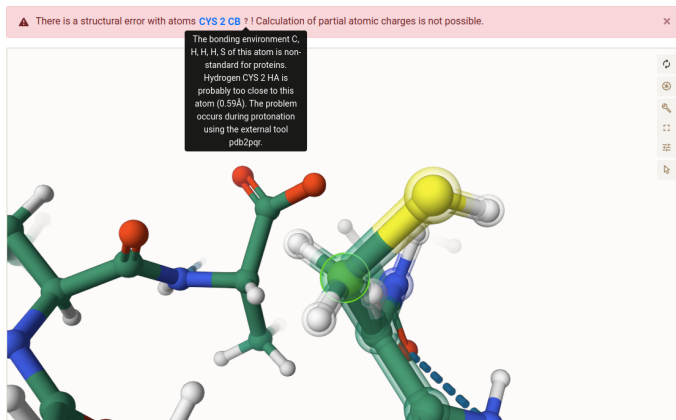 There is a structural error with atoms CYS 2 CB ? ! Calculation of partial atomic charges is not possible. ×
The bonding environment C,
H, H, H, S of this atom is non-
standard for proteins.
Hydrogen CYS 2 HA is
probably too close to this
atom (0.59Å). The problem
occurs during protonation
using the external tool
pdb2pqr.